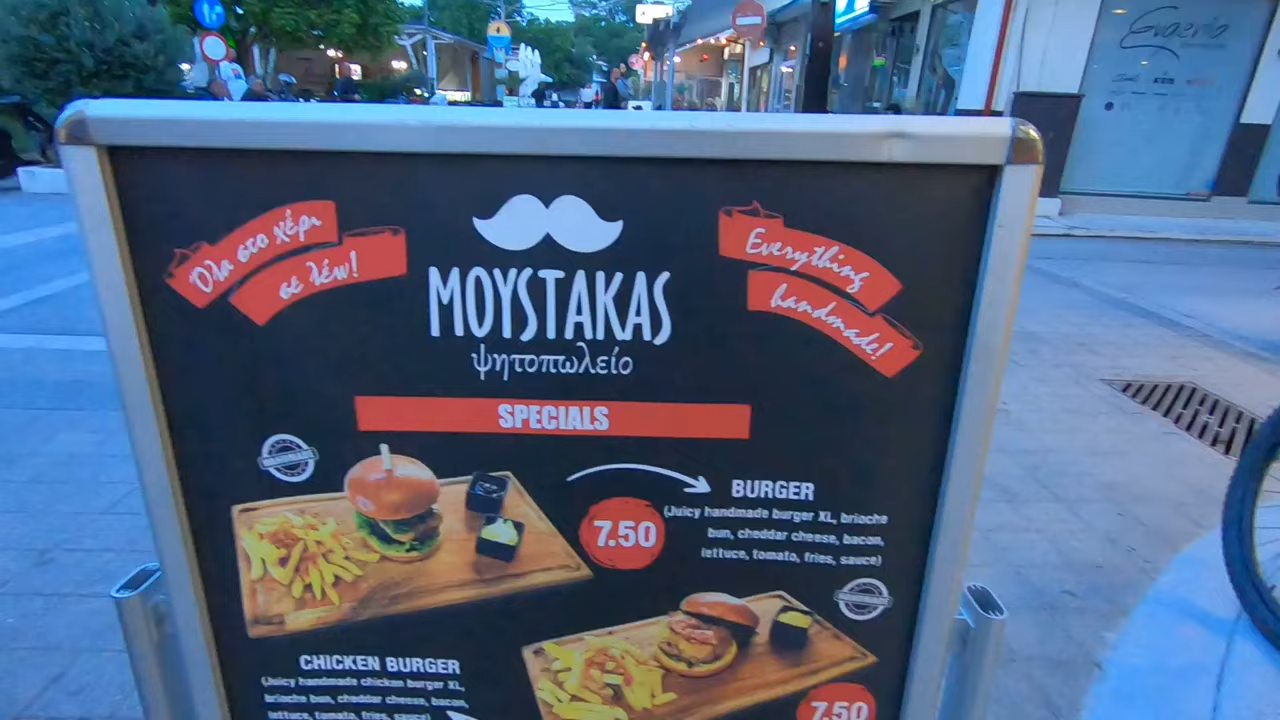 Όλα στο χέρι
σε λέω!
MOYSTAKAS
ψητοπωλείο
Everything
handmade!
SPECIALS
HANDMADE
BURGER
7.50
(Juicy handmade burger XL, brioche
bun, cheddar cheese, bacon,
lettuce, tomato, fries, sauce)
HANDMADE
CHICKEN BURGER
(Juicy handmade chicken burger XL,
brioche bun, cheddar cheese, bacon,
lettuce, tomato, fries, sauce)
7.50